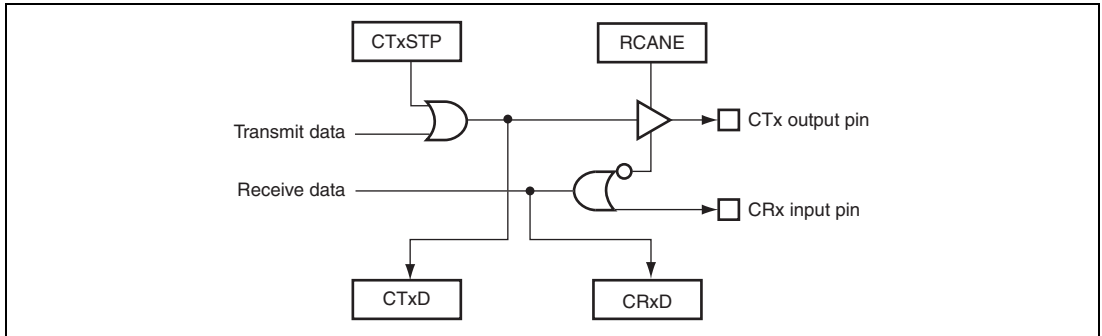 CTxSTP
RCANE
Transmit data
CTx output pin
Receive data
CRx input pin
CTxD
CRxD